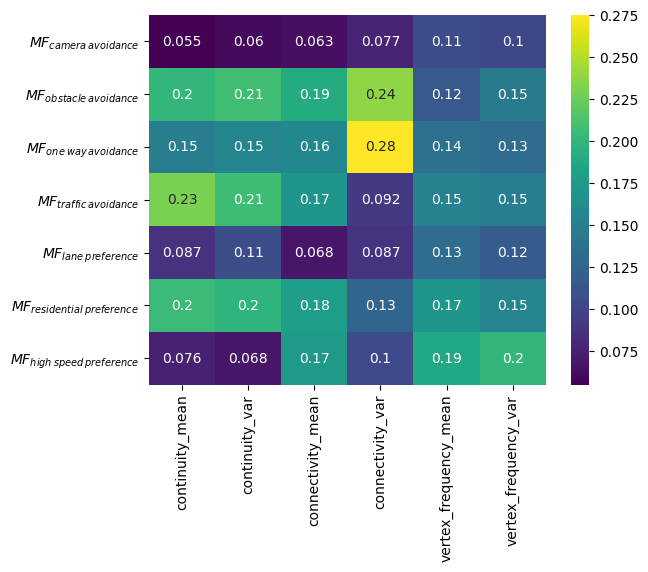 MF camera avoidance 0.055 0.06 0.063 0.077 0.11 0.1
MF obstacle avoidance 0.2 0.21 0.19 0.24 0.12 0.15
MF one way avoidance 0.15 0.15 0.16 0.28 0.14 0.13
MF traffic avoidance 0.23 0.21 0.17 0.092 0.15 0.15
MF lane preference 0.087 0.11 0.068 0.087 0.13 0.12
MF residential preference 0.2 0.2 0.18 0.13 0.17 0.15
MF high speed preference 0.076 0.068 0.17 0.1 0.19 0.2
continuity_mean
continuity_var
connectivity_mean
connectivity_var
vertex_frequency_mean
vertex_frequency_var
0.275
0.250
0.225
0.200
0.175
0.150
0.125
0.100
0.075